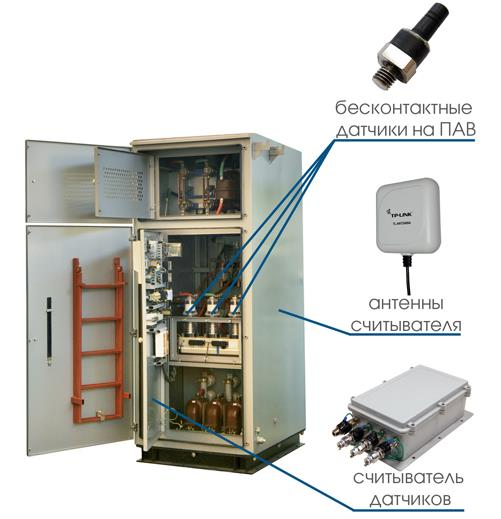 бесконтактные
датчики на ПАВ
TP-LINK
антенны
считывателя
считыватель
датчиков